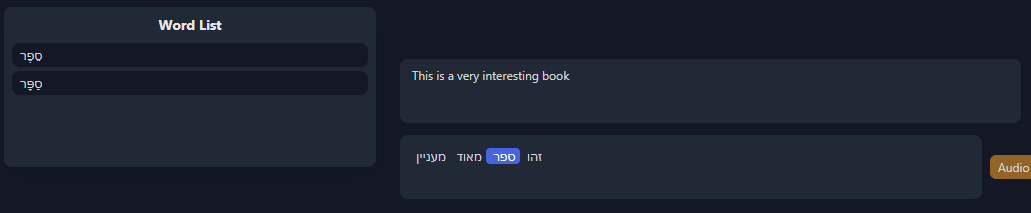 Word List
סֵפֶר
סַפָּר
This is a very interesting book
זהו ספר מאוד מעניין
Audio